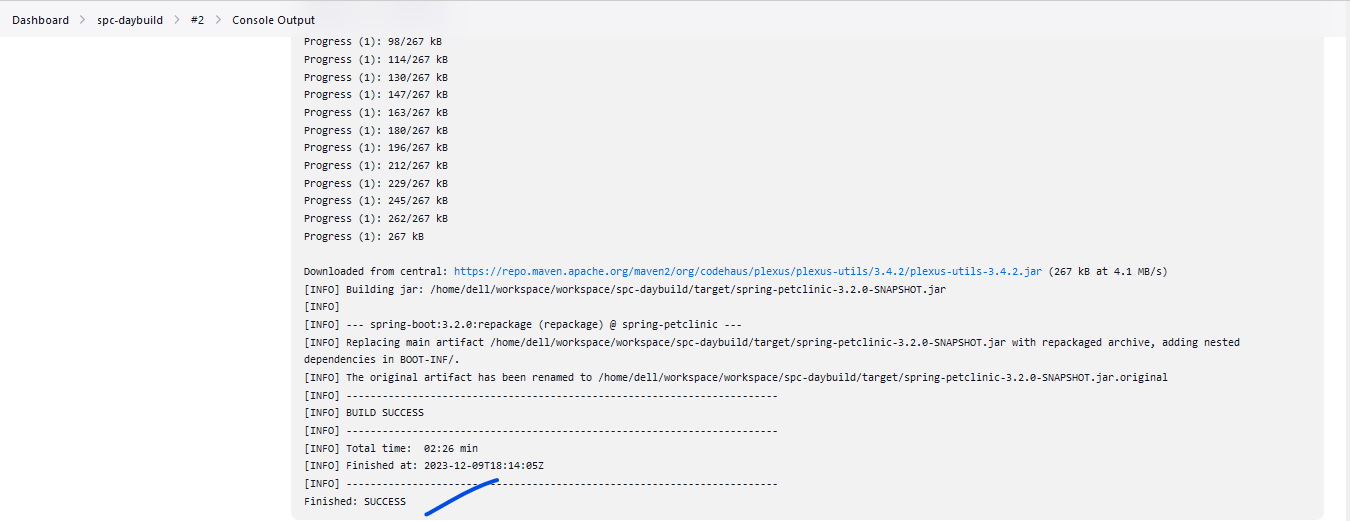 Dashboard > spc-daybuild > #2 > Console Output
Progress (1): 98/267 kB
Progress (1): 114/267 kB
Progress (1): 130/267 kB
Progress (1): 147/267 kB
Progress (1): 163/267 kB
Progress (1): 180/267 kB
Progress (1): 196/267 kB
Progress (1): 212/267 kB
Progress (1): 229/267 kB
Progress (1): 245/267 kB
Progress (1): 262/267 kB
Progress (1): 267 kB
Downloaded from central: https://repo.maven.apache.org/maven2/org/codehaus/plexus/plexus-utils/3.4.2/plexus-utils-3.4.2.jar (267 kB at 4.1 MB/s)
[INFO] Building jar: /home/dell/workspace/workspace/spc-daybuild/target/spring-petclinic-3.2.0-SNAPSHOT.jar
[INFO]
[INFO] --- spring-boot:3.2.0:repackage (repackage) @ spring-petclinic ---
[INFO] Replacing main artifact /home/dell/workspace/workspace/spc-daybuild/target/spring-petclinic-3.2.0-SNAPSHOT.jar with repackaged archive, adding nested
dependencies in BOOT-INF/.
[INFO] The original artifact has been renamed to /home/dell/workspace/workspace/spc-daybuild/target/spring-petclinic-3.2.0-SNAPSHOT.jar.original
[INFO] ------------------------------------------------------------------------
[INFO] BUILD SUCCESS
[INFO] ------------------------------------------------------------------------
[INFO] Total time:  02:26 min
[INFO] Finished at: 2023-12-09T18:14:05Z
[INFO] ------------------------------------------------------------------------
Finished: SUCCESS